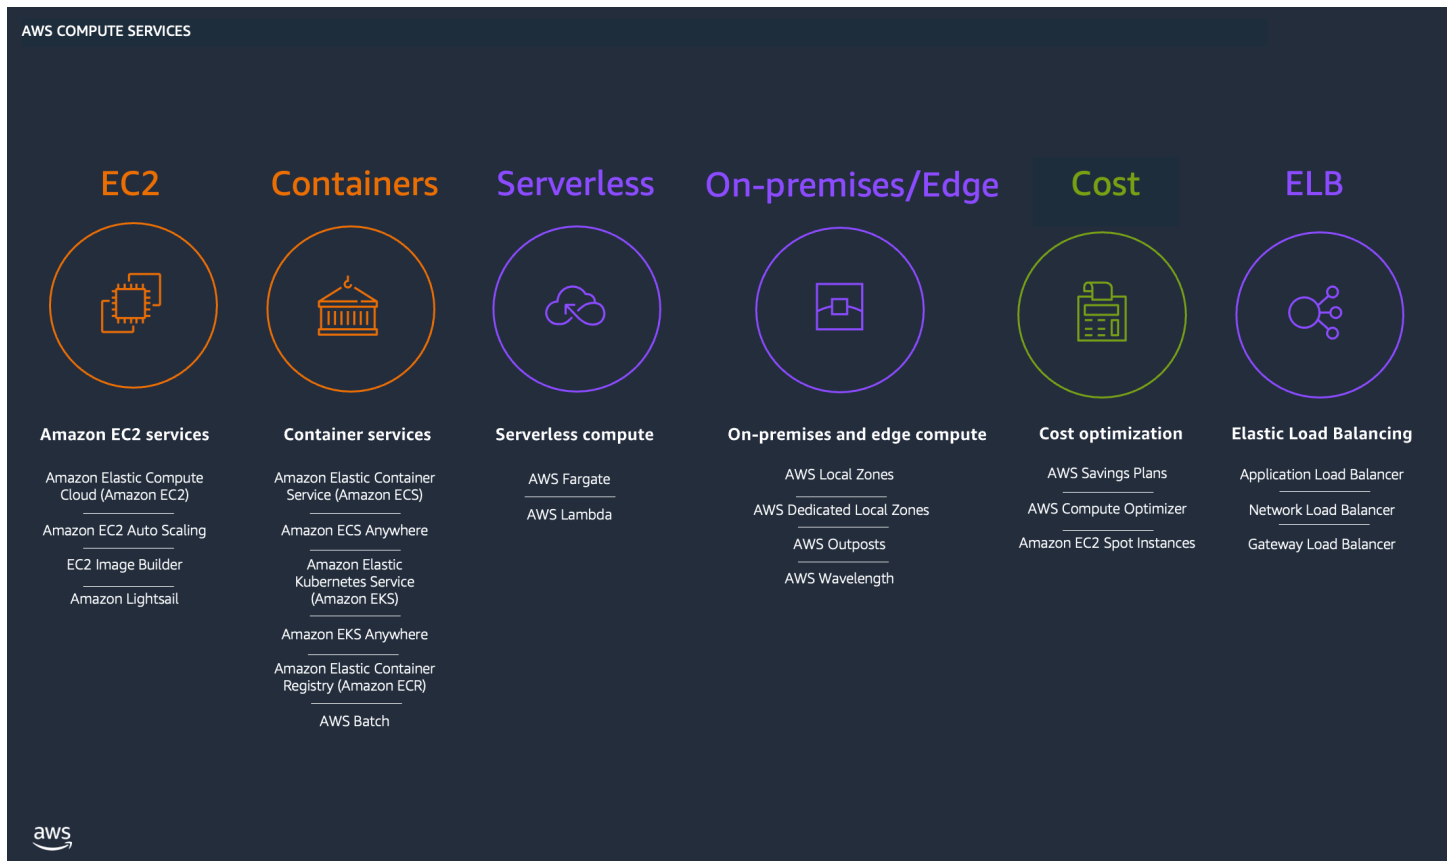 AWS COMPUTE SERVICES
EC2
Amazon EC2 services
Amazon Elastic Compute
Cloud (Amazon EC2)
Amazon EC2 Auto Scaling
EC2 Image Builder
Amazon Lightsail
Containers
Container services
Amazon Elastic Container
Service (Amazon ECS)
Amazon ECS Anywhere
Amazon Elastic
Kubernetes Service
(Amazon EKS)
Amazon EKS Anywhere
Amazon Elastic Container
Registry (Amazon ECR)
AWS Batch
Serverless
Serverless compute
AWS Fargate
AWS Lambda
On-premises/Edge
On-premises and edge compute
AWS Local Zones
AWS Dedicated Local Zones
AWS Outposts
AWS Wavelength
Cost
Cost optimization
AWS Savings Plans
AWS Compute Optimizer
Amazon EC2 Spot Instances
ELB
Elastic Load Balancing
Application Load Balancer
Network Load Balancer
Gateway Load Balancer
aws